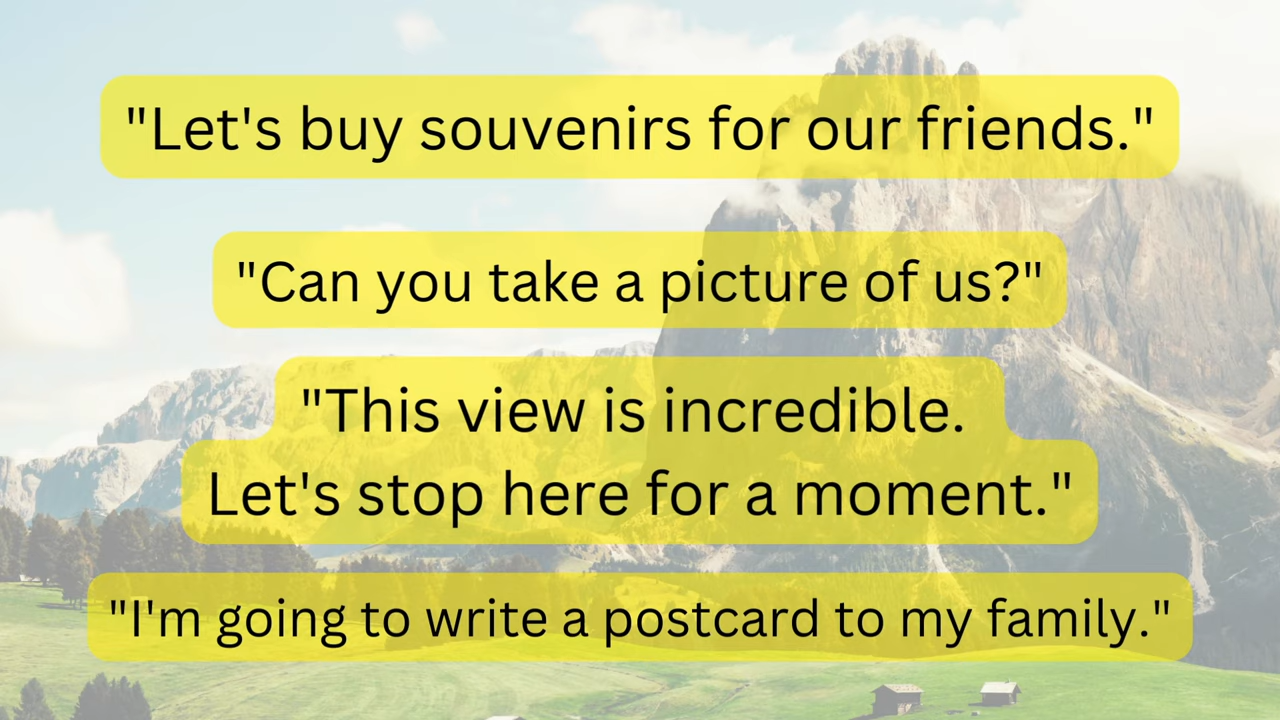 "Let's buy souvenirs for our friends."
"Can you take a picture of us?"
"This view is incredible.
Let's stop here for a moment."
"I'm going to write a postcard to my family."